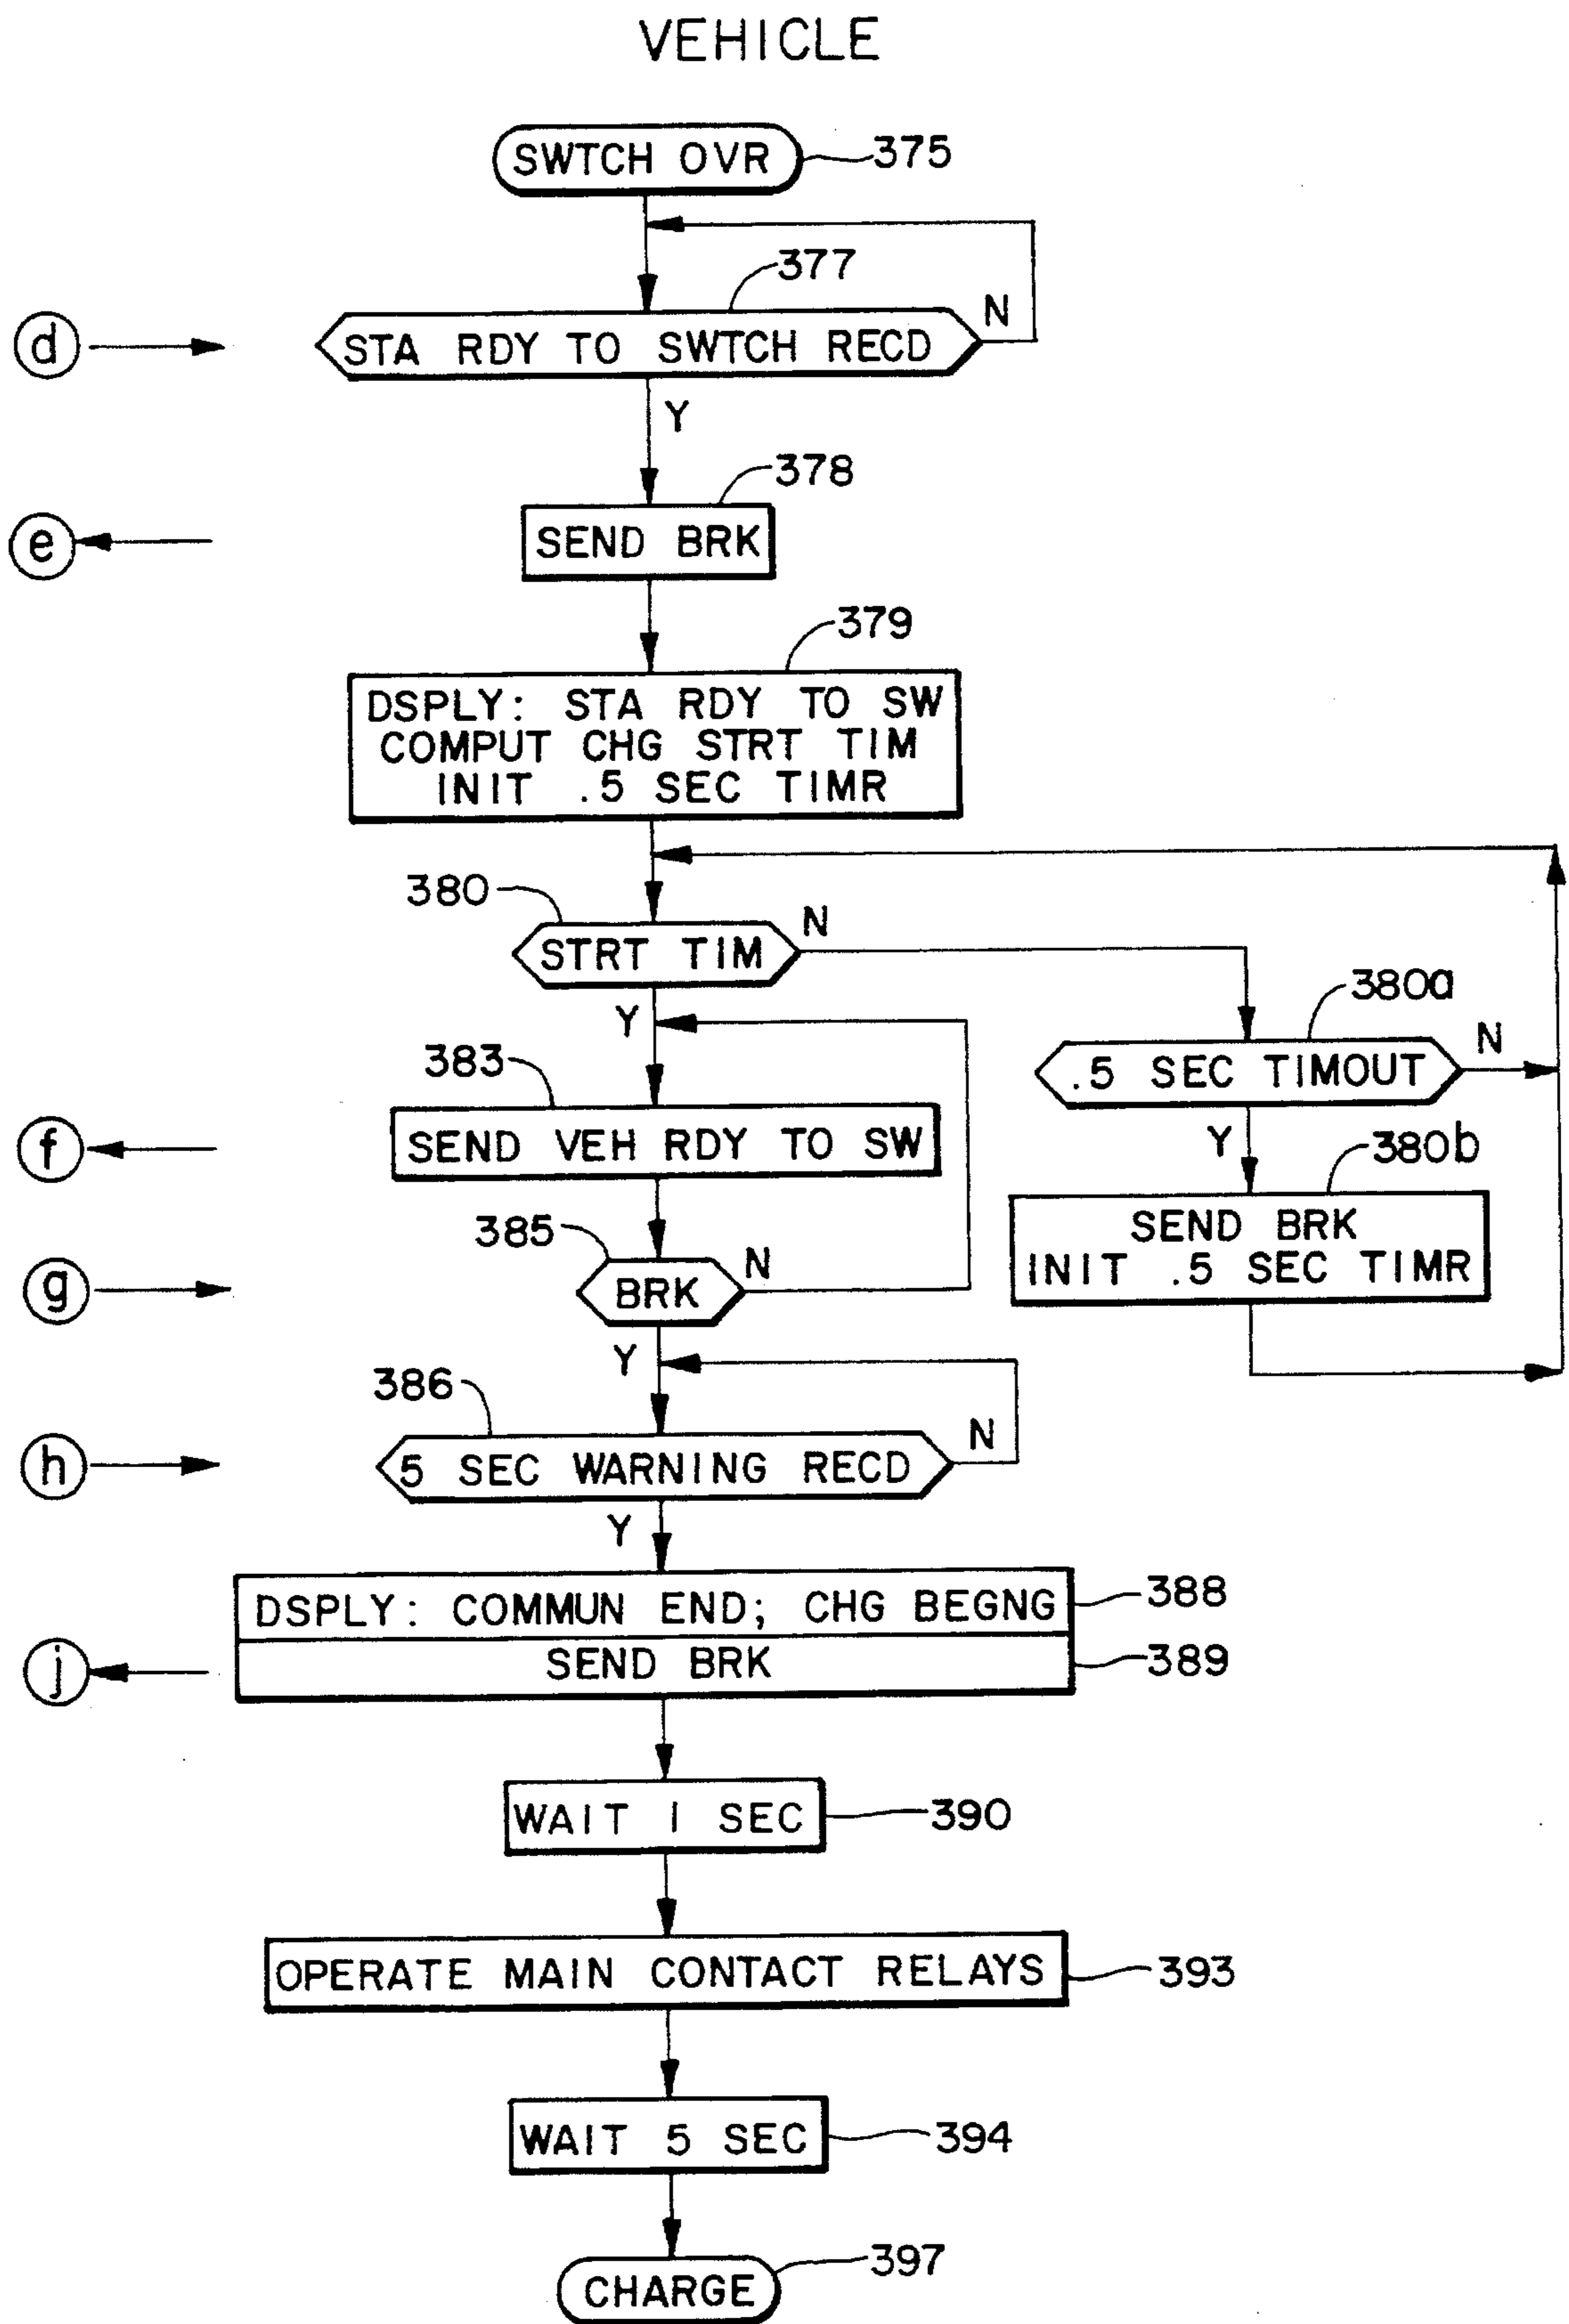 VEHICLE
SWTCH OVR
375
377
N
d
STA RDY TO SWTCH RECD
Y
378
e
SEND BRK
379
DSPLY: STA RDY TO SW
COMPUT CHG STRT TIM
INIT .5 SEC TIMR
380
STRT TIM
N
Y
380a
.5 SEC TIMOUT
N
Y
380b
SEND BRK
INIT .5 SEC TIMR
383
f
SEND VEH RDY TO SW
385
g
BRK
N
Y
386
h
5 SEC WARNING RECD
N
Y
DSPLY: COMMUN END; CHG BEGNG
388
j
SEND BRK
389
WAIT 1 SEC
390
OPERATE MAIN CONTACT RELAYS
393
WAIT 5 SEC
394
CHARGE
397